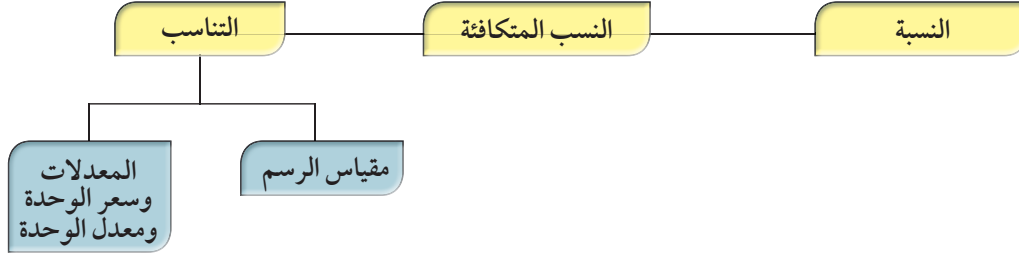 النسبة
النسب المتكافئة
التناسب
مقياس الرسم
المعدلات
وسعر الوحدة
ومعدل الوحدة